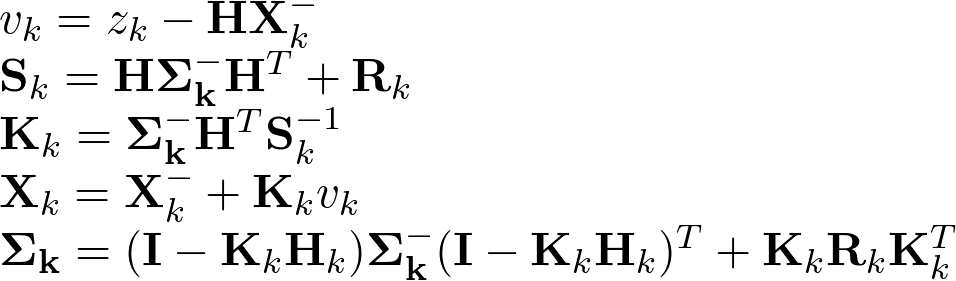 v_k = z_k − HX_k^−
S_k = HΣ_k^−H^T + R_k
K_k = Σ_k^−H^TS_k^{−1}
X_k = X_k^− + K_kv_k
Σ_k = (I − K_kH_k)Σ_k^−(I − K_kH_k)^T + K_kR_kK_k^T